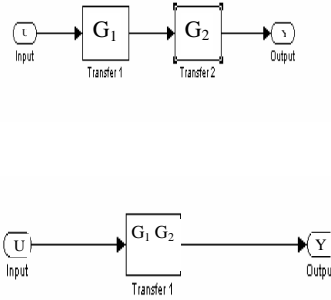 U G₁ G₂ Y
Input Transfer 1 Transfer 2 Output
U G₁ G₂ Y
Input Transfer 1 Outpu